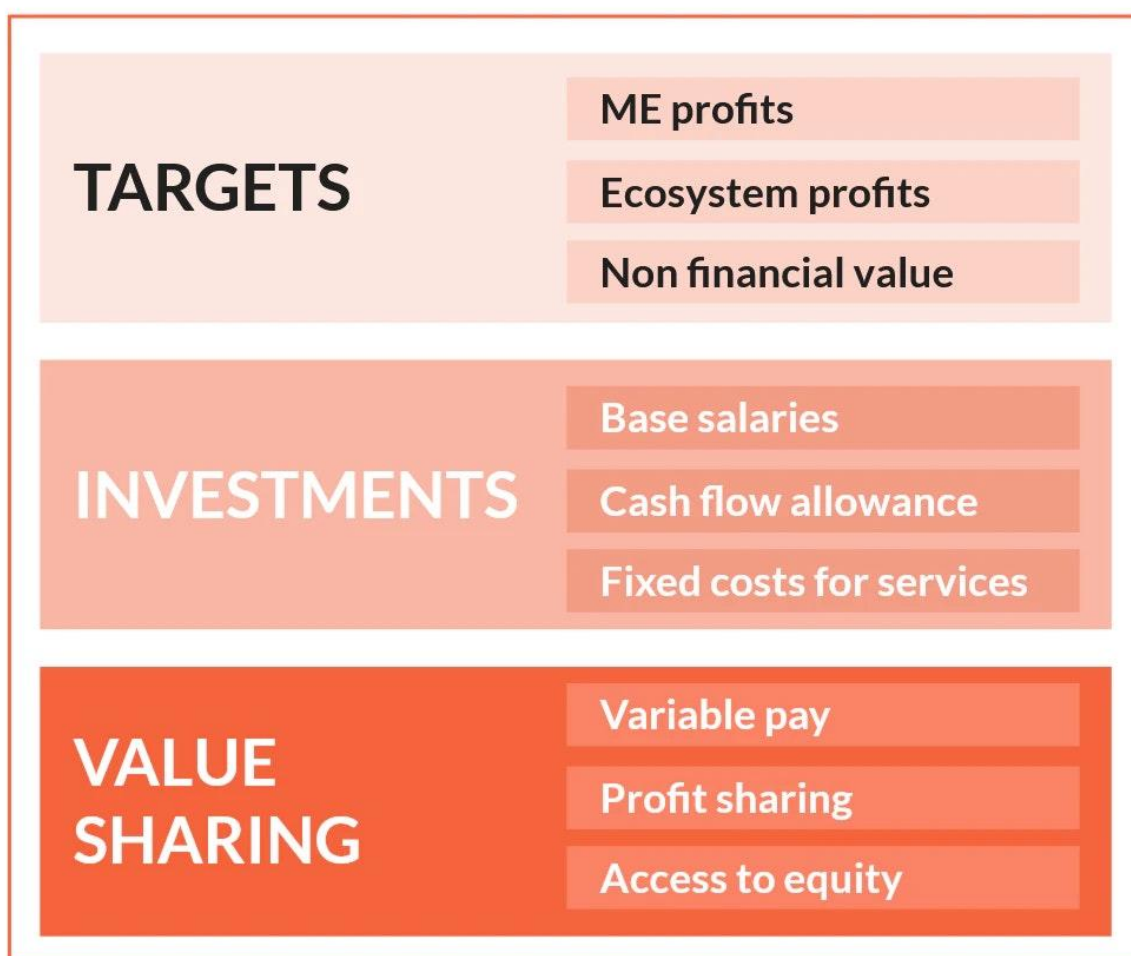 TARGETS
ME profits
Ecosystem profits
Non financial value
INVESTMENTS
Base salaries
Cash flow allowance
Fixed costs for services
VALUE
SHARING
Variable pay
Profit sharing
Access to equity